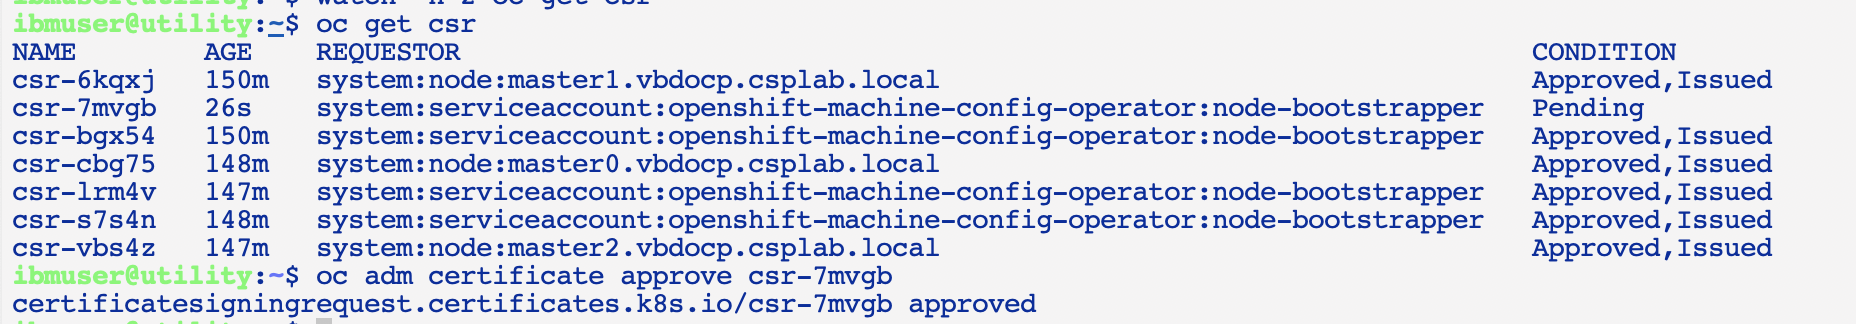 ibmuser@utility:~$ oc get csr
NAME AGE REQUESTOR CONDITION
csr-6kqxj 150m system:node:master1.vbdocp.csplab.local Approved,Issued
csr-7mvgb 26s system:serviceaccount:openshift-machine-config-operator:node-bootstrapper Pending
csr-bgx54 150m system:serviceaccount:openshift-machine-config-operator:node-bootstrapper Approved,Issued
csr-cbg75 148m system:node:master0.vbdocp.csplab.local Approved,Issued
csr-lrm4v 147m system:serviceaccount:openshift-machine-config-operator:node-bootstrapper Approved,Issued
csr-s7s4n 148m system:serviceaccount:openshift-machine-config-operator:node-bootstrapper Approved,Issued
csr-vbs4z 147m system:node:master2.vbdocp.csplab.local Approved,Issued
ibmuser@utility:~$ oc adm certificate approve csr-7mvgb
certificatesigningrequest.certificates.k8s.io/csr-7mvgb approved